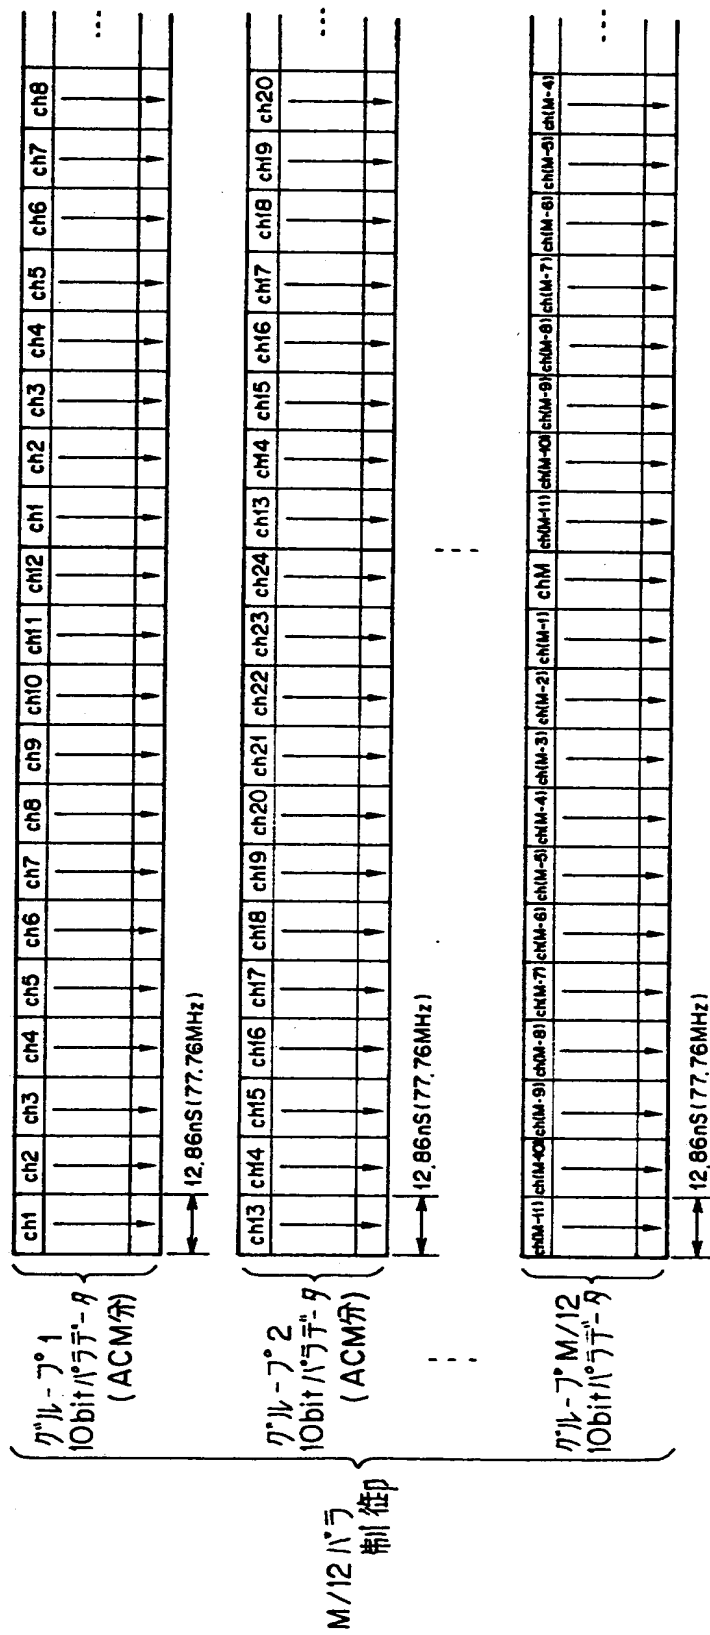 M/12パラ
制御
グループ1
10bitパラデータ
(ACM分)
ch1 ch2 ch3 ch4 ch5 ch6 ch7 ch8 ch9 ch10 ch11 ch12 ch1 ch2 ch3 ch4 ch5 ch6 ch7 ch8 ...
12.86nS(77.76MHz)
グループ2
10bitパラデータ
(ACM分)
ch13 ch14 ch15 ch16 ch17 ch18 ch19 ch20 ch21 ch22 ch23 ch24 ch13 ch14 ch15 ch16 ch17 ch18 ch19 ch20 ...
12.86nS(77.76MHz)
... ...
グループM/12
10bitパラデータ
ch(M-11) ch(M-10) ch(M-9) ch(M-8) ch(M-7) ch(M-6) ch(M-5) ch(M-4) ch(M-3) ch(M-2) ch(M-1) chM ch(M-11) ch(M-10) ch(M-9) ch(M-8) ch(M-7) ch(M-6) ch(M-5) ch(M-4) ...
12.86nS(77.76MHz)